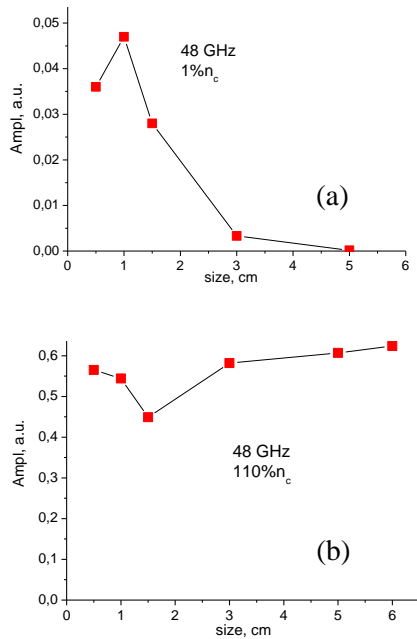 0,05
48 GHz
1%n_c
0,04
0,03
Ampl, a.u.
0,02
(a)
0,01
0,00
0 1 2 3 4 5 6
size, cm
0,6
0,5
0,4
48 GHz
110%n_c
0,3
Ampl, a.u.
0,2
0,1
(b)
0,0
0 1 2 3 4 5 6
size, cm